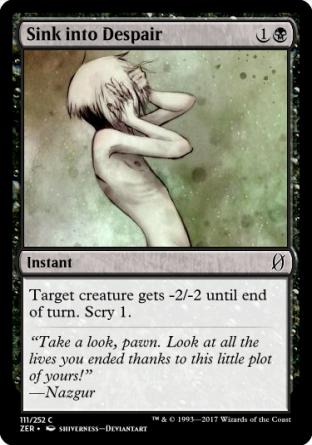 Sink into Despair 1
Instant
Target creature gets -2/-2 until end
of turn. Scry 1.
“Take a look, pawn. Look at all the
lives you ended thanks to this little plot
of yours!”
—Nazgur
111/252 C
ZER • SHIVERNESS—DEVIANTART
™ & © 1993—2017 Wizards of the Coast